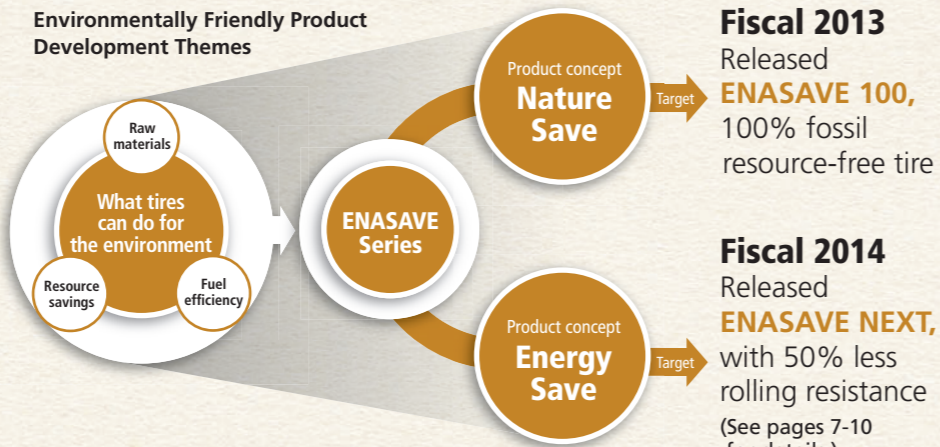 Environmentally Friendly Product
Development Themes
Raw
materials
What tires
can do for
the environment
Resource
savings
Fuel
efficiency
ENASAVE
Series
Product concept
Nature
Save
Target
Fiscal 2013
Released
ENASAVE 100,
100% fossil
resource-free tire
Product concept
Energy
Save
Target
Fiscal 2014
Released
ENASAVE NEXT,
with 50% less
rolling resistance
(See pages 7-10